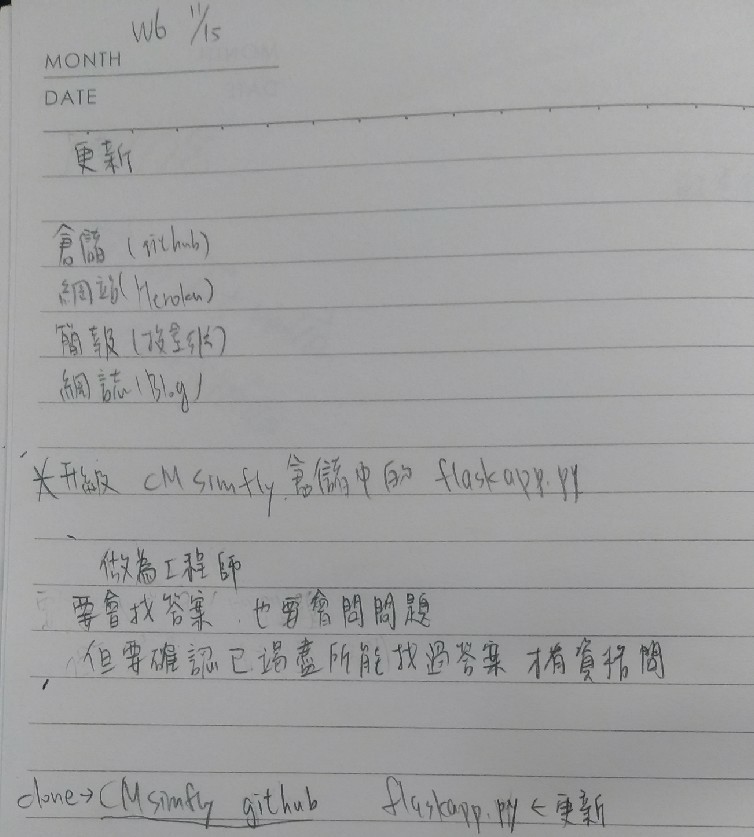 W6 11/15
MONTH
DATE
更新
倉儲 (github)
網站 (Heroku)
簡報 (投影片)
網誌 (Blog)
*升級 CMsimfly 倉儲中的 flaskapp.py
做為工程師
要會找答案, 也要會問問題
但要確認已竭盡所能找過答案 才有資格問
clone→CMsimfly github flaskapp.py ← 更新